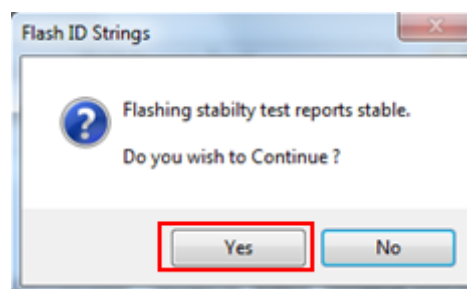 Flash ID Strings
Flashing stabilty test reports stable.
Do you wish to Continue ?
Yes
No